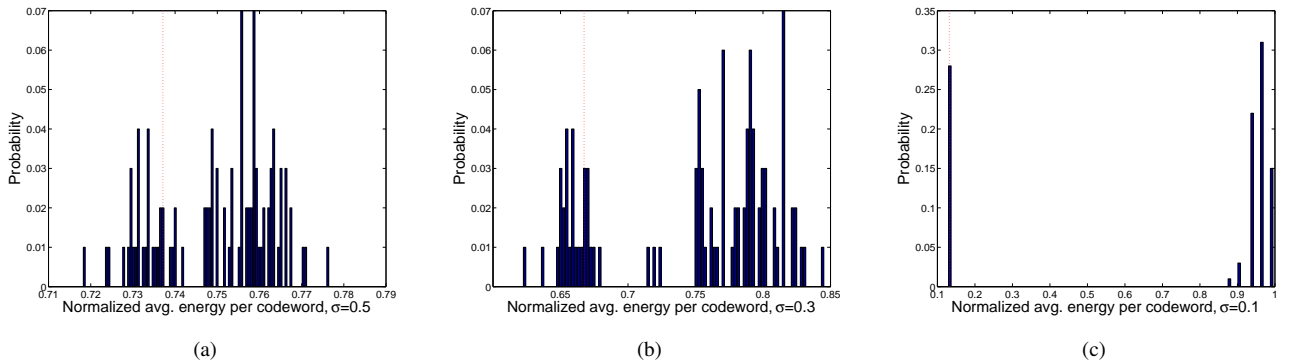 0.07
0.06
0.05
0.04
0.03
0.02
0.01
0
Probability
0.71 0.72 0.73 0.74 0.75 0.76 0.77 0.78 0.79
Normalized avg. energy per codeword, σ=0.5
(a)
0.07
0.06
0.05
0.04
0.03
0.02
0.01
0
Probability
0.65 0.7 0.75 0.8 0.85
Normalized avg. energy per codeword, σ=0.3
(b)
0.35
0.3
0.25
0.2
0.15
0.1
0.05
0
Probability
0.1 0.2 0.3 0.4 0.5 0.6 0.7 0.8 0.9 1
Normalized avg. energy per codeword, σ=0.1
(c)